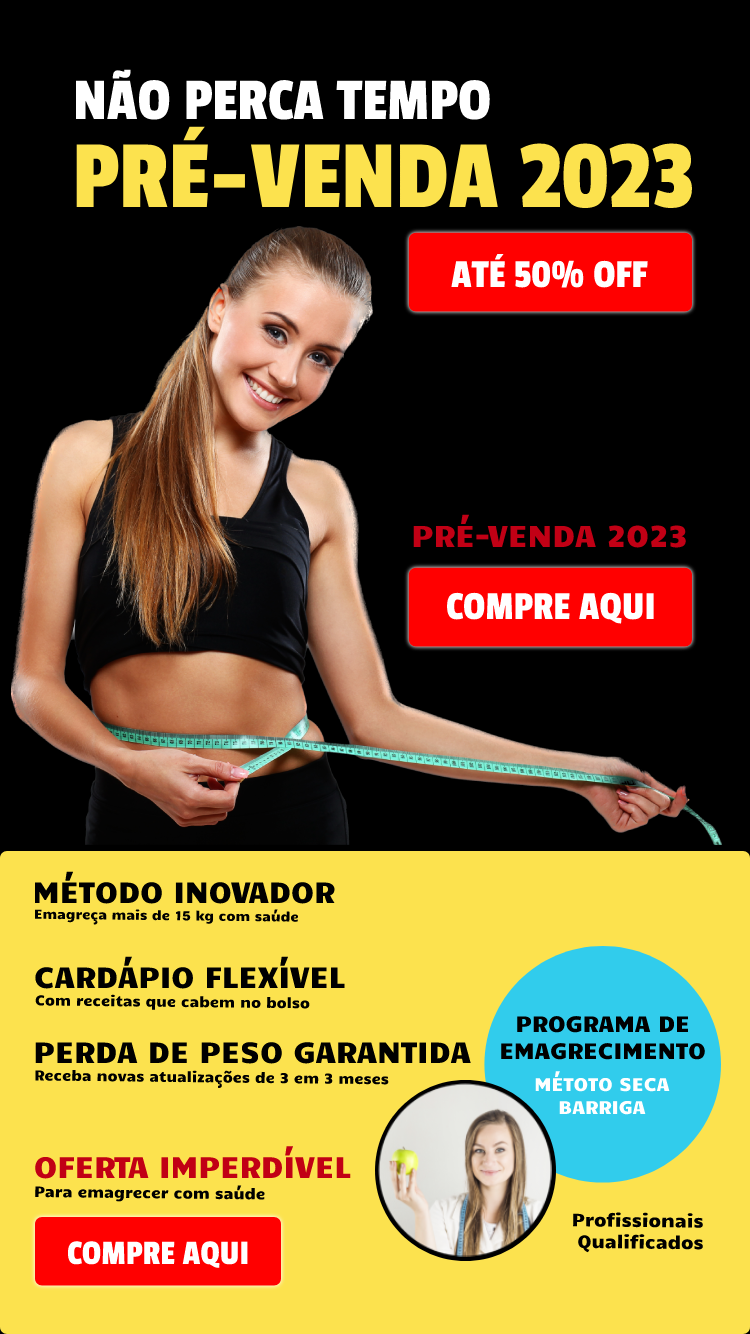 NÃO PERCA TEMPO
PRÉ-VENDA 2023
ATÉ 50% OFF
PRÉ-VENDA 2023
COMPRE AQUI
MÉTODO INOVADOR
Emagreça mais de 15 kg com saúde
CARDÁPIO FLEXÍVEL
Com receitas que cabem no bolso
PERDA DE PESO GARANTIDA
Receba novas atualizações de 3 em 3 meses
PROGRAMA DE
EMAGRECIMENTO
MÉTOTO SECA
BARRIGA
OFERTA IMPERDÍVEL
Para emagrecer com saúde
COMPRE AQUI
Profissionais
Qualificados